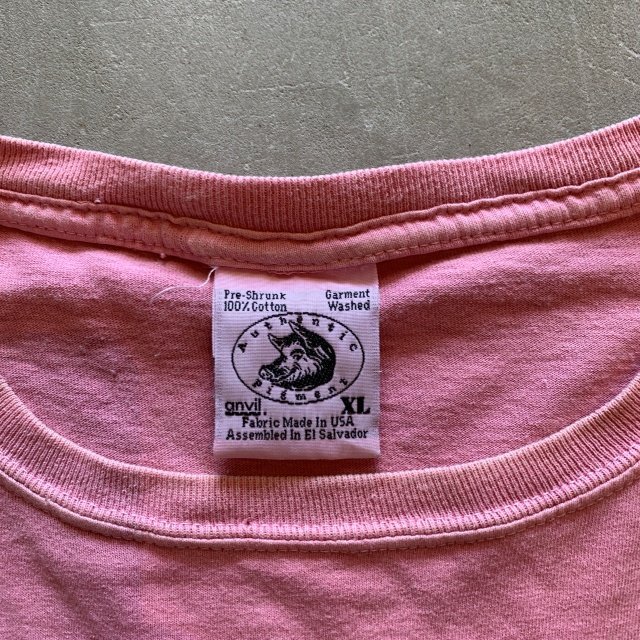 Pre-Shrunk Garment
100% Cotton Washed
Authentic
Pigment
anvil. XL
Fabric Made In USA
Assembled In El Salvador